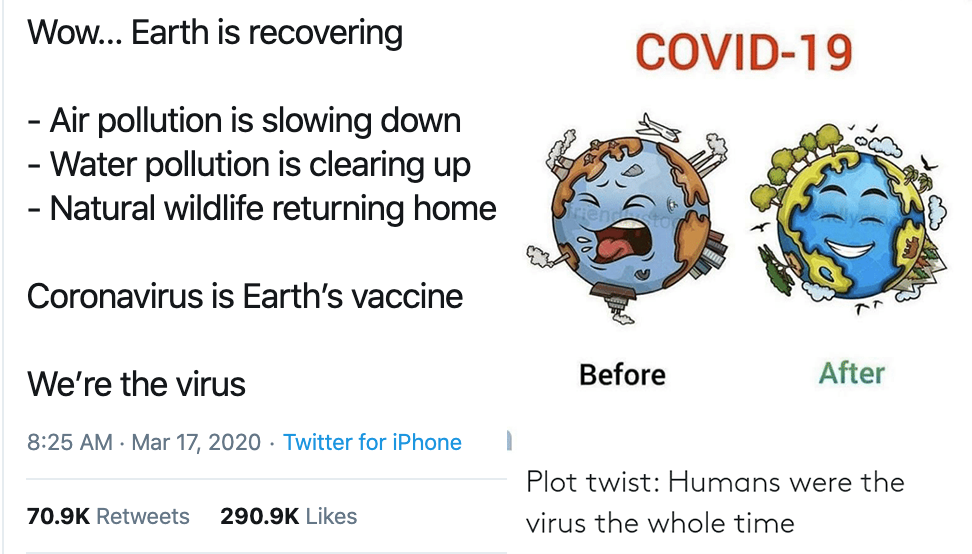 Wow... Earth is recovering
- Air pollution is slowing down
- Water pollution is clearing up
- Natural wildlife returning home
Coronavirus is Earth's vaccine
We're the virus
8:25 AM · Mar 17, 2020 · Twitter for iPhone
70.9K Retweets 290.9K Likes
COVID-19
Before
After
Plot twist: Humans were the
virus the whole time